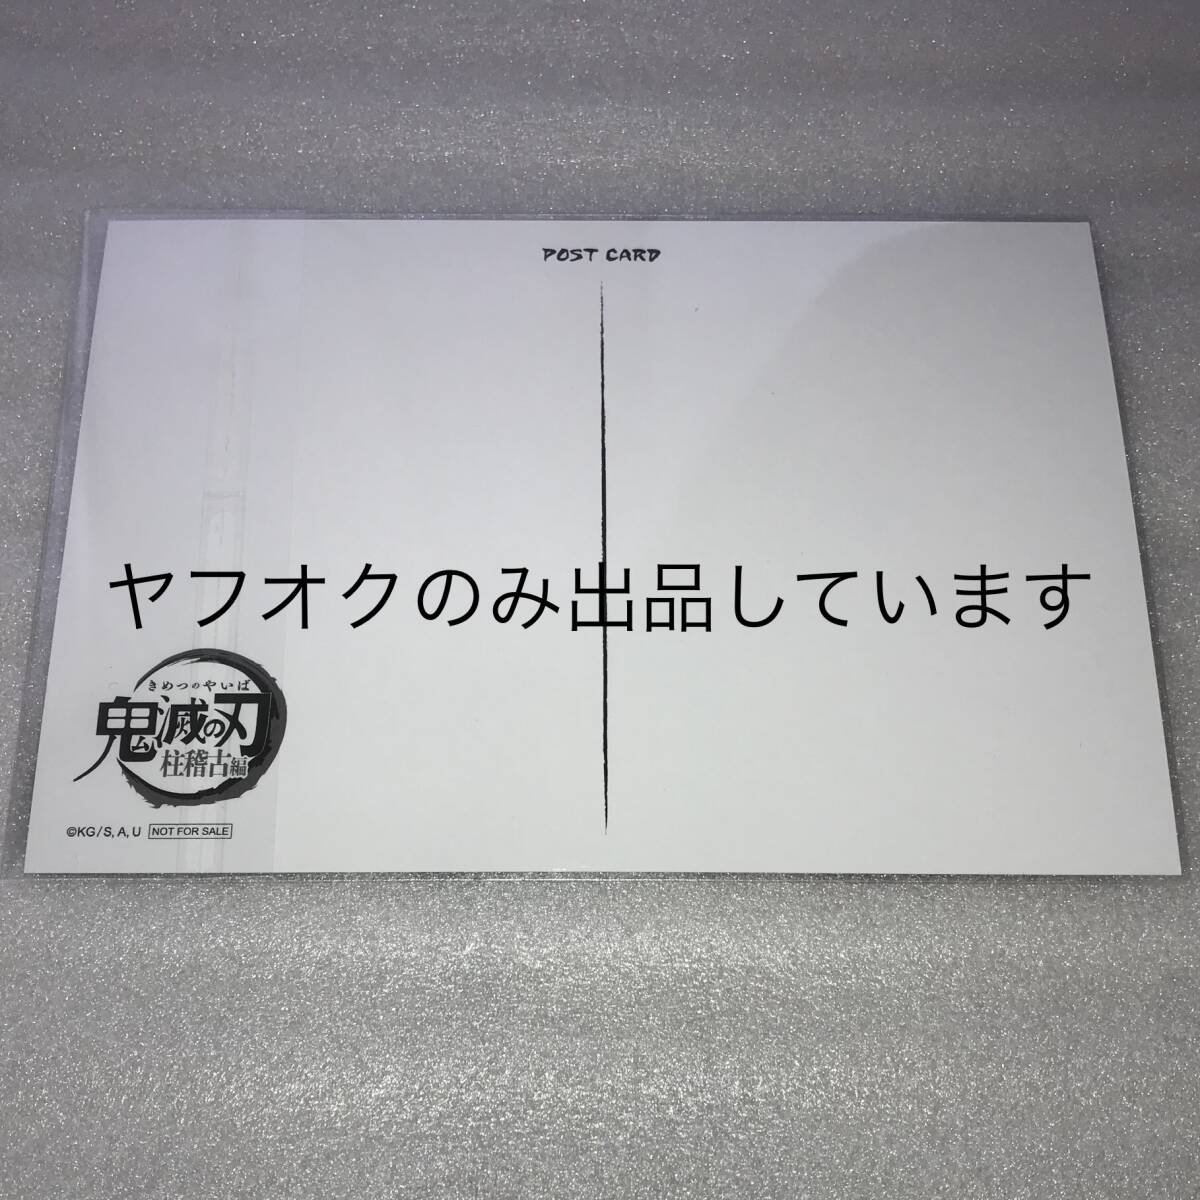 POST CARD
ヤフオクのみ出品しています
きめつのやいば
鬼滅の刃
柱稽古編
©KG/S,A,U NOT FOR SALE